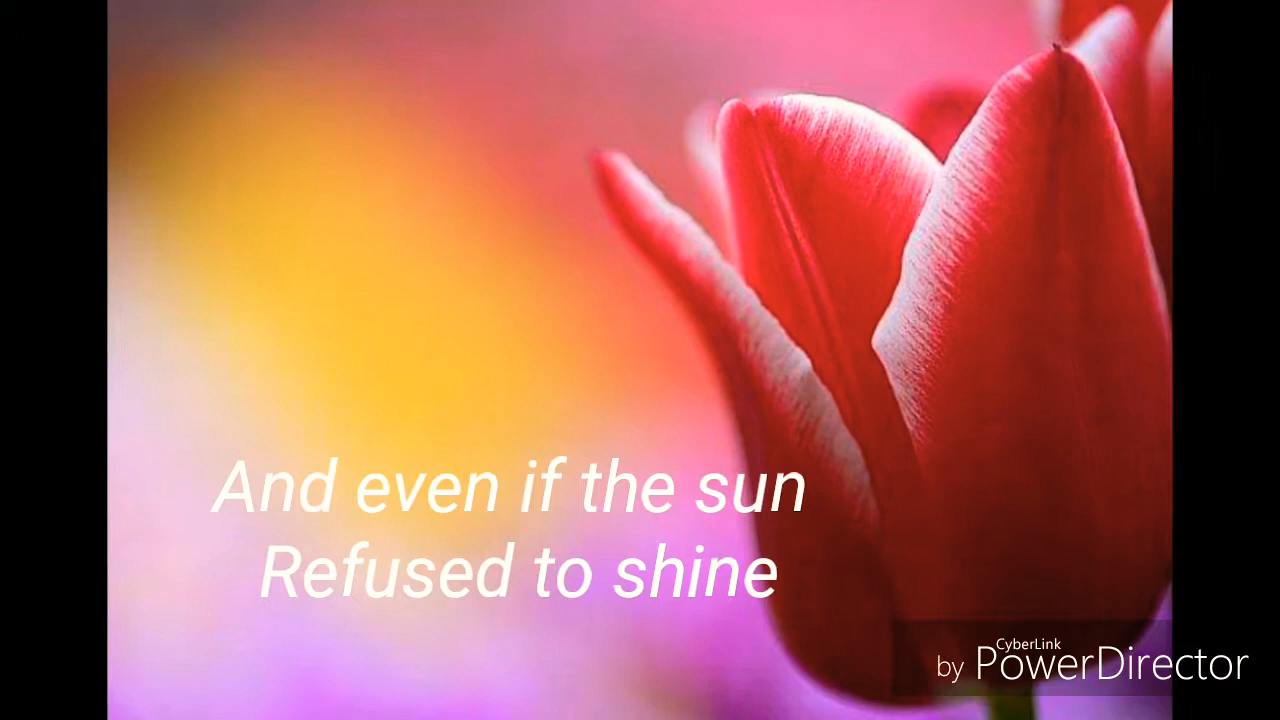 And even if the sun
Refused to shine
CyberLink
by PowerDirector